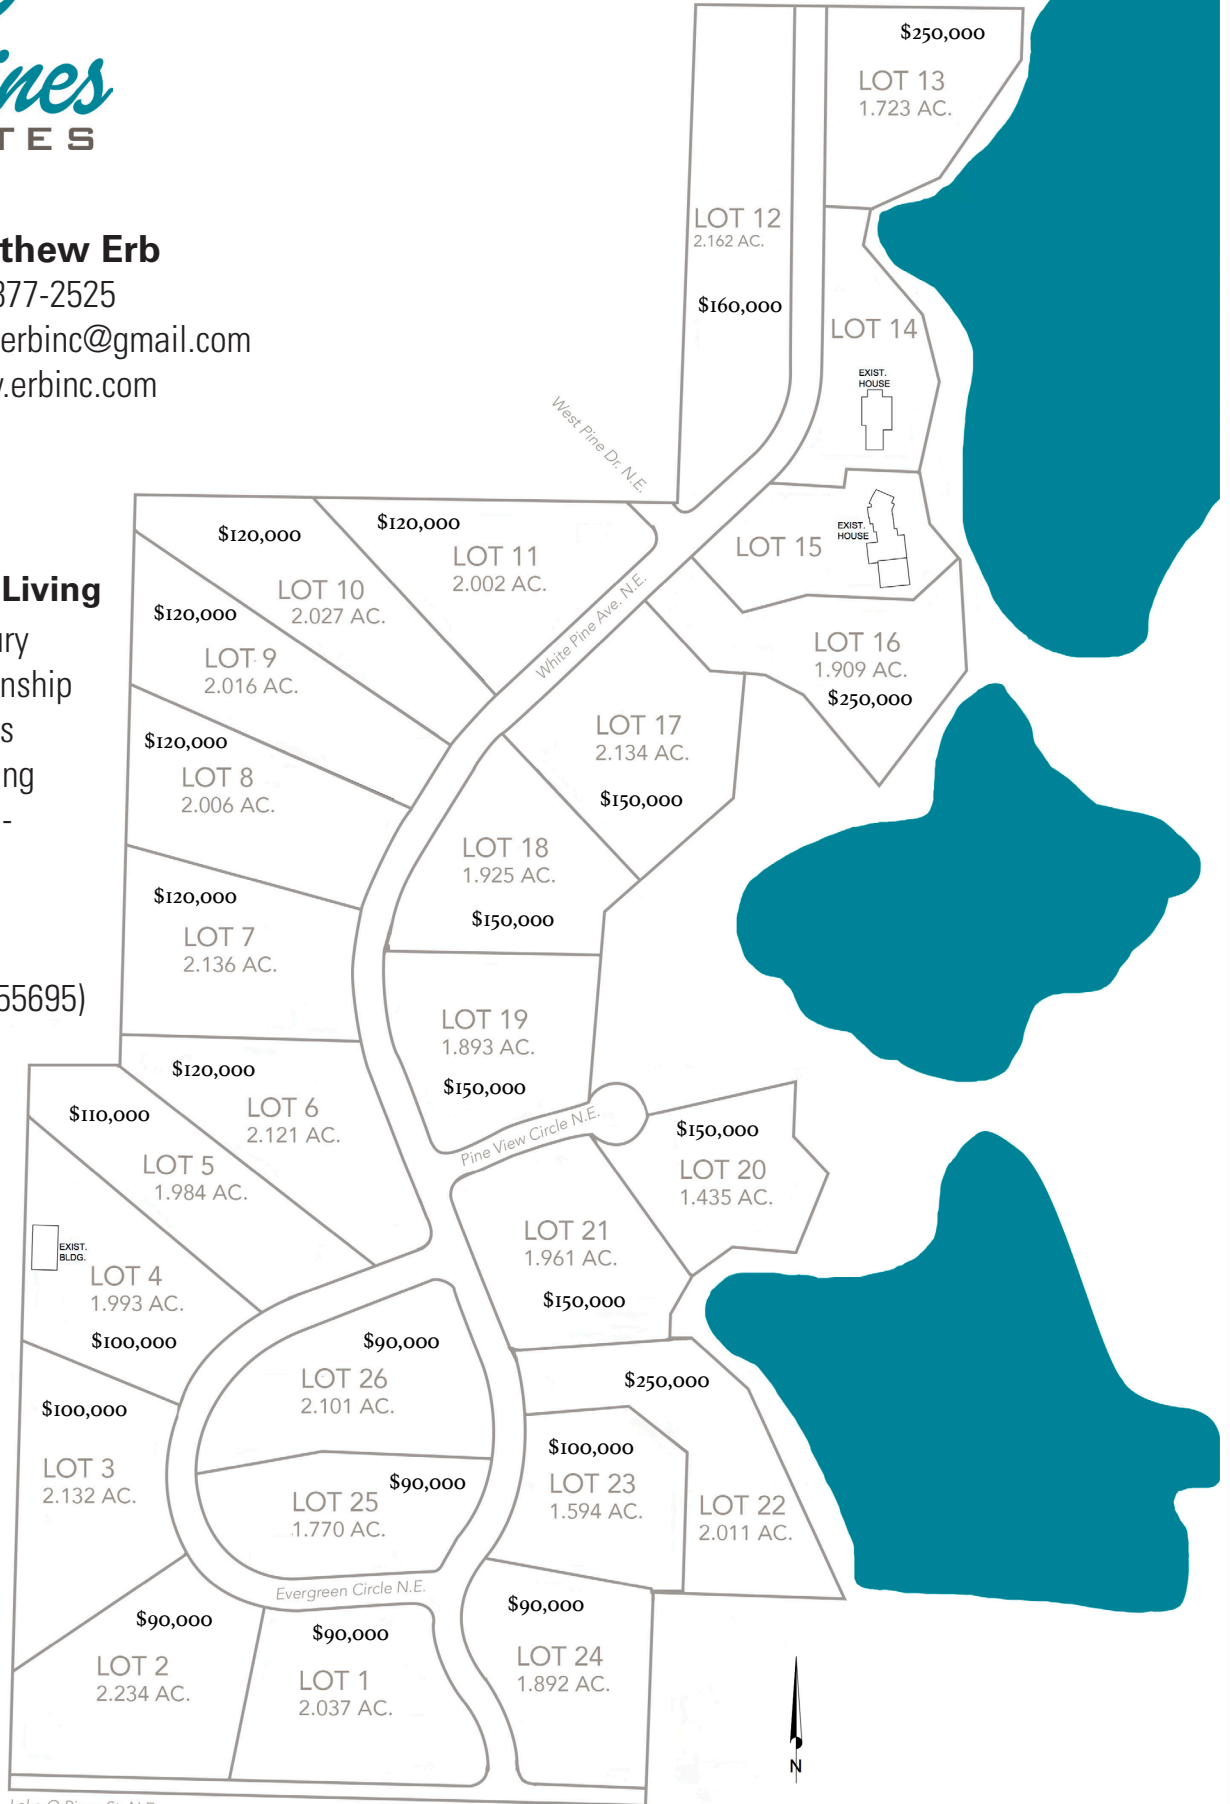 ines
TES
thew Erb
377-2525
erbinc@gmail.com
.erbinc.com
Living
ury
nship
s
ng
-
55695)
$250,000
LOT 13
1.723 AC.
LOT 12
2.162 AC.
$160,000
LOT 14
EXIST.
HOUSE
West Pine Dr. N.E.
LOT 15
EXIST.
HOUSE
$120,000
LOT 11
2.002 AC.
$120,000
LOT 10
2.027 AC.
White Pine Ave. N.E.
LOT 16
1.909 AC.
$250,000
$120,000
LOT 9
2.016 AC.
LOT 17
2.134 AC.
$150,000
$120,000
LOT 8
2.006 AC.
LOT 18
1.925 AC.
$150,000
$120,000
LOT 7
2.136 AC.
LOT 19
1.893 AC.
$150,000
$120,000
LOT 6
2.121 AC.
Pine View Circle N.E.
$150,000
LOT 20
1.435 AC.
$110,000
LOT 5
1.984 AC.
LOT 21
1.961 AC.
$150,000
EXIST.
BLDG.
LOT 4
1.993 AC.
$100,000
$90,000
LOT 26
2.101 AC.
$250,000
LOT 22
2.011 AC.
$100,000
LOT 3
2.132 AC.
$90,000
LOT 25
1.770 AC.
$100,000
LOT 23
1.594 AC.
Evergreen Circle N.E.
$90,000
LOT 2
2.234 AC.
$90,000
LOT 1
2.037 AC.
$90,000
LOT 24
1.892 AC.
N